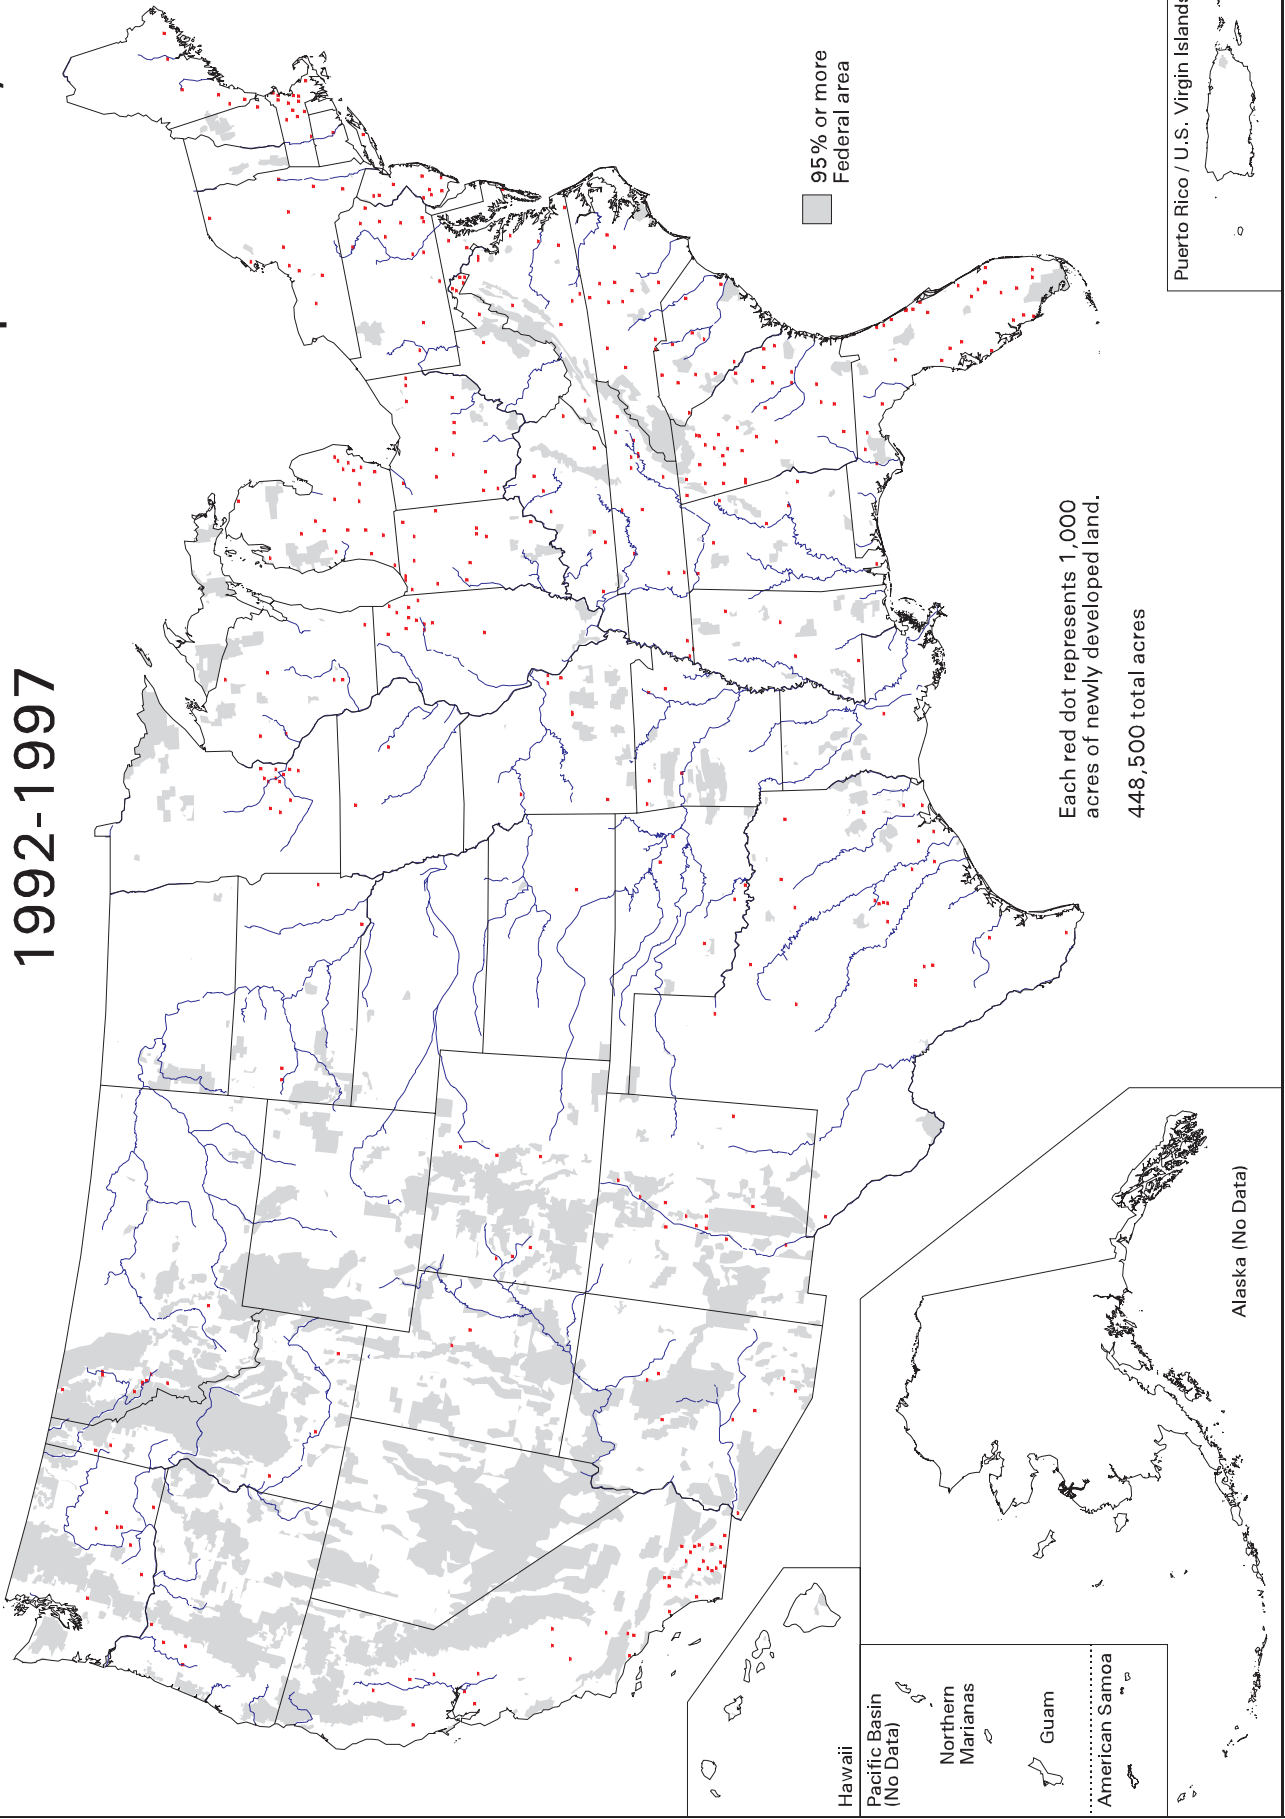 1992-1997
95% or more
Federal area
Each red dot represents 1,000
acres of newly developed land.
448,500 total acres
Puerto Rico / U.S. Virgin Islands
Alaska (No Data)
Hawaii
Pacific Basin
(No Data)
Northern
Marianas
Guam
American Samoa